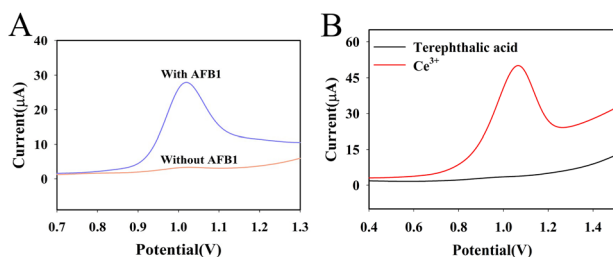 A
Current(μA)
40
30
20
10
0
With AFB1
Without AFB1
0.7 0.8 0.9 1.0 1.1 1.2 1.3
Potential(V)
B
Current(μA)
60
45
30
15
0
Terephthalic acid
Ce³⁺
0.4 0.6 0.8 1.0 1.2 1.4
Potential(V)